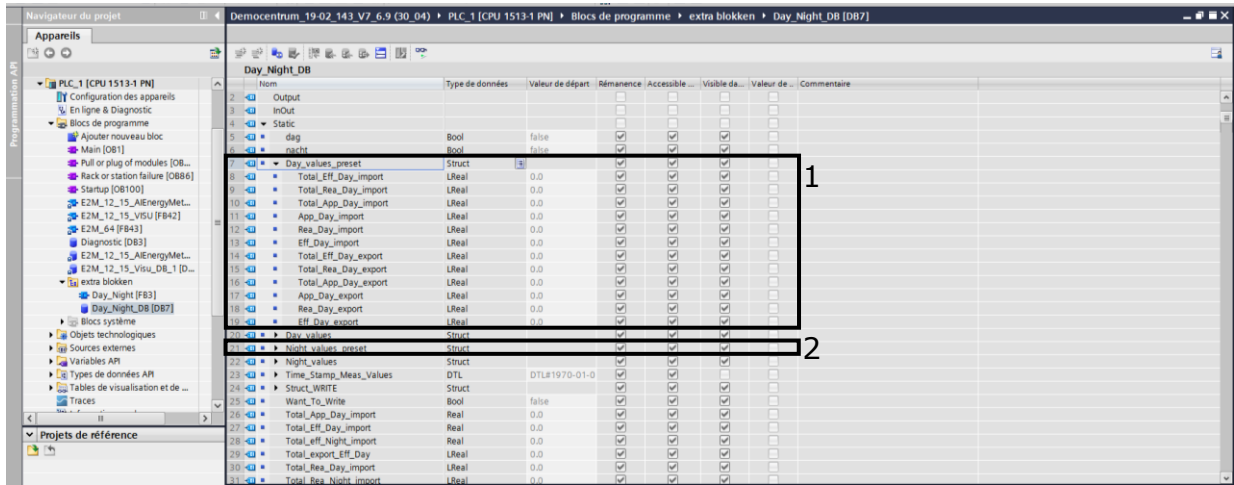 Navigateur du projet
Democentrum_19-02_143_V7_6.9 (30_04) PLC_1 [CPU 1513-1 PN] Blocs de programme extra blokken Day_Night_DB [DB7]
Appareils
Programmation API
PLC_1 [CPU 1513-1 PN]
Configuration des appareils
En ligne & Diagnostic
Blocs de programme
Ajouter nouveau bloc
Main [OB1]
Pull or plug of modules [OB...
Rack or station failure [OB86]
Startup [OB100]
E2M_12_15_AIEnergyMet...
E2M_12_15_VISU [FB42]
E2M_64 [FB43]
Diagnostic [DB3]
E2M_12_15_AIEnergyMet...
E2M_12_15_Visu_DB_1 [D...
extra blokken
Day_Night [FB3]
Day_Night_DB [DB7]
Blocs système
Objets technologiques
Sources externes
Variables API
Types de données API
Tables de visualisation et de ...
Traces
Projets de référence
Day_Night_DB
Nom Type de données Valeur de départ Rémanence Accessible ... Visible da... Valeur de .. Commentaire
2 Output
3 InOut
4 Static
5 dag Bool false
6 nacht Bool false
7 Day_values_preset Struct
8 Total_Eff_Day_import LReal 0.0
9 Total_Rea_Day_import LReal 0.0
10 Total_App_Day_import LReal 0.0
11 App_Day_import LReal 0.0
12 Rea_Day_import LReal 0.0
13 Eff_Day_import LReal 0.0
14 Total_Eff_Day_export LReal 0.0
15 Total_Rea_Day_export LReal 0.0
16 Total_App_Day_export LReal 0.0
17 App_Day_export LReal 0.0
18 Rea_Day_export LReal 0.0
19 Eff_Day_export LReal 0.0
20 Day_values Struct
21 Night_values_preset Struct
22 Night_values Struct
23 Time_Stamp_Meas_Values DTL DTL#1970-01-0
24 Struct_WRITE Struct
25 Want_To_Write Bool false
26 Total_App_Day_import Real 0.0
27 Total_Eff_Day_import Real 0.0
28 Total_eff_Night_import Real 0.0
29 Total_export_Eff_Day LReal 0.0
30 Total_Rea_Day_import LReal 0.0
31 Total_Rea_Night_import LReal 0.0
1
2